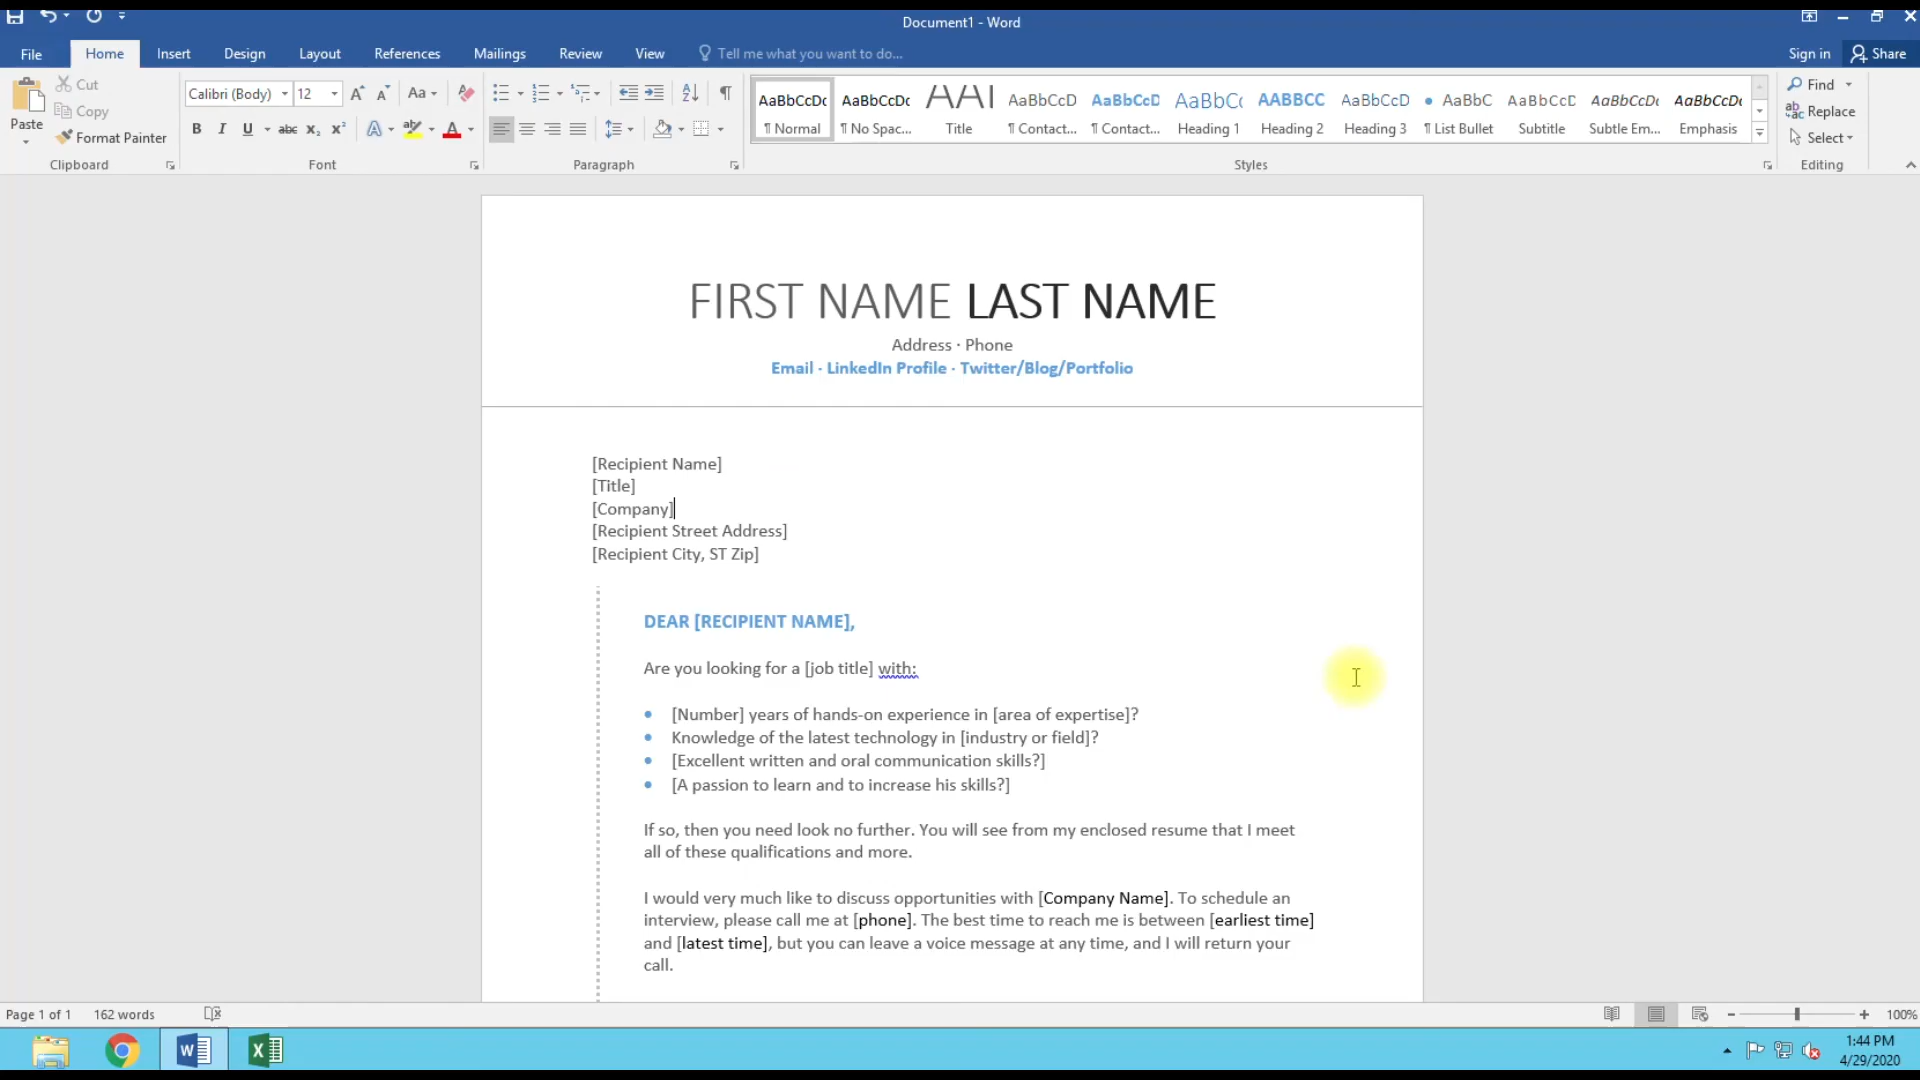 Document1 - Word
File Home Insert Design Layout References Mailings Review View Tell me what you want to do... Sign in Share
Paste Cut Copy Format Painter
Calibri (Body) 12 Aa
B I U abc X₂ X² A A
AaBbCcDc AaBbCcDc AAI AaBbCcD AaBbCcD AaBbCc AABBCC AaBbCcD AaBbC AaBbCcD AaBbCcDc AaBbCcDc
¶ Normal ¶ No Spac... Title ¶ Contact... ¶ Contact... Heading 1 Heading 2 Heading 3 ¶ List Bullet Subtitle Subtle Em... Emphasis
Find
Replace
Select
Clipboard Font Paragraph Styles Editing
FIRST NAME LAST NAME
Address · Phone
Email · LinkedIn Profile · Twitter/Blog/Portfolio
[Recipient Name]
[Title]
[Company]
[Recipient Street Address]
[Recipient City, ST Zip]
DEAR [RECIPIENT NAME],
Are you looking for a [job title] with:
• [Number] years of hands-on experience in [area of expertise]?
• Knowledge of the latest technology in [industry or field]?
• [Excellent written and oral communication skills?]
• [A passion to learn and to increase his skills?]
If so, then you need look no further. You will see from my enclosed resume that I meet
all of these qualifications and more.
I would very much like to discuss opportunities with [Company Name]. To schedule an
interview, please call me at [phone]. The best time to reach me is between [earliest time]
and [latest time], but you can leave a voice message at any time, and I will return your
call.
Page 1 of 1 162 words 100%
1:44 PM
4/29/2020